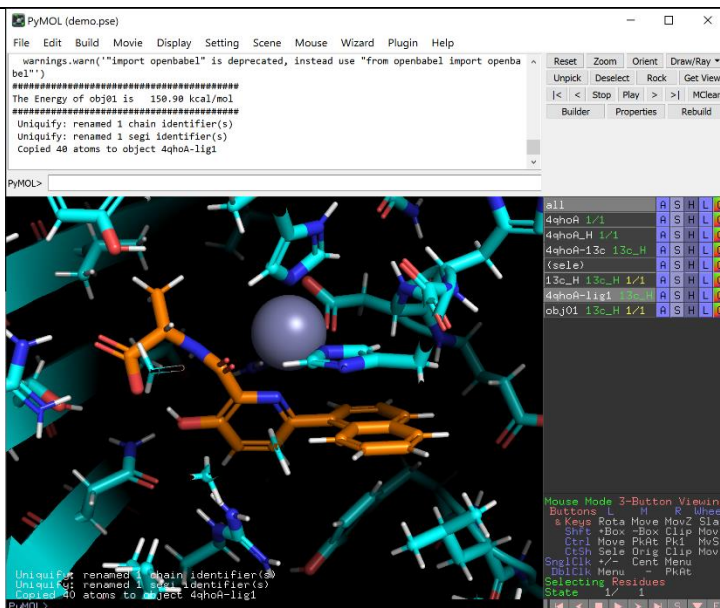 PyMOL (demo.pse)
File Edit Build Movie Display Setting Scene Mouse Wizard Plugin Help
warnings.warn('"import openbabel" is deprecated, instead use "from openbabel import openba
bel"')
########################################
The Energy of obj01 is 150.90 kcal/mol
########################################
Uniquify: renamed 1 chain identifier(s)
Uniquify: renamed 1 segi identifier(s)
Copied 40 atoms to object 4qhoA-lig1
PyMOL>
Reset Zoom Orient Draw/Ray
Unpick Deselect Rock Get View
|< < Stop Play > >| MClear
Builder Properties Rebuild
all A S H L
4qhoA 1/1 A S H L
4qhoA_H 1/1 A S H L
4qhoA-13c 13c_H A S H L
(sele) A S H L
13c_H 13c_H 1/1 A S H L
4qhoA-lig1 13c_H A S H L
obj01 13c_H 1/1 A S H L
Uniquify: renamed 1 chain identifier(s)
Uniquify: renamed 1 segi identifier(s)
Copied 40 atoms to object 4qhoA-lig1
PyMOL>
Mouse Mode 3-Button Viewin
Buttons L M R Whee
& Keys Rota Move MovZ Sla
Shft +Box -Box Clip Mov
Ctrl Move PkAt Pk1 MvS
CtSh Sele Orig Clip Mov
SnglClk +/- Cent Menu
DblClk Menu - PkAt
Selecting Residues
State 1/ 1
S